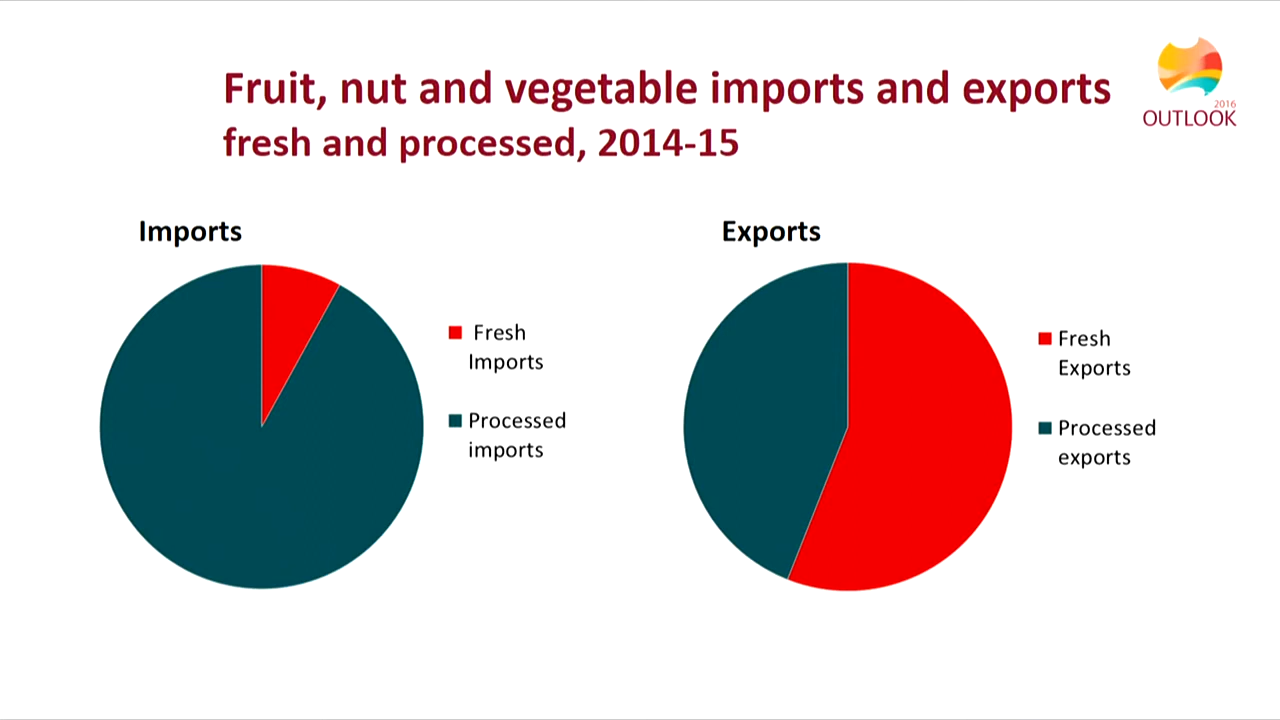 Fruit, nut and vegetable imports and exports
fresh and processed, 2014-15
2016
OUTLOOK
Imports
Fresh
Imports
Processed
imports
Exports
Fresh
Exports
Processed
exports